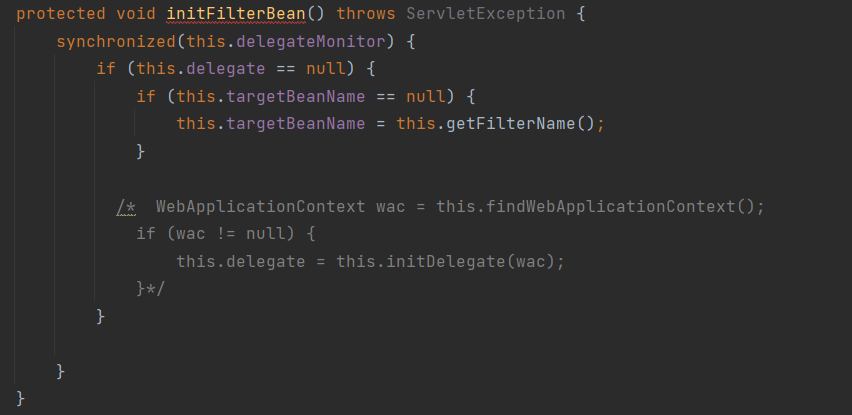 protected void initFilterBean() throws ServletException {
    synchronized(this.delegateMonitor) {
        if (this.delegate == null) {
            if (this.targetBeanName == null) {
                this.targetBeanName = this.getFilterName();
            }

          /*  WebApplicationContext wac = this.findWebApplicationContext();
            if (wac != null) {
                this.delegate = this.initDelegate(wac);
            }*/
        }

    }
}